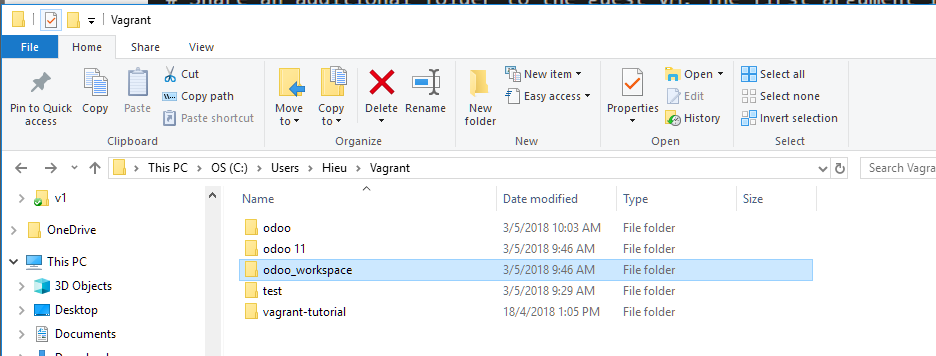 # Share an additional folder to the guest VM. The first argument i
Vagrant
File Home Share View
Pin to Quick access
Copy
Paste
Cut
Copy path
Paste shortcut
Clipboard
Move to
Copy to
Delete
Rename
Organize
New folder
New item
Easy access
New
Properties
Open
Edit
History
Open
Select all
Select none
Invert selection
Select
This PC > OS (C:) > Users > Hieu > Vagrant
Search Vagra
v1
OneDrive
This PC
3D Objects
Desktop
Documents
Name Date modified Type Size
odoo 3/5/2018 10:03 AM File folder
odoo 11 3/5/2018 9:46 AM File folder
odoo_workspace 3/5/2018 9:46 AM File folder
test 3/5/2018 9:29 AM File folder
vagrant-tutorial 18/4/2018 1:05 PM File folder